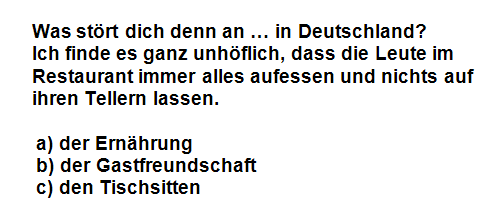 Was stört dich denn an … in Deutschland?
Ich finde es ganz unhöflich, dass die Leute im
Restaurant immer alles aufessen und nichts auf
ihren Tellern lassen.
a) der Ernährung
b) der Gastfreundschaft
c) den Tischsitten